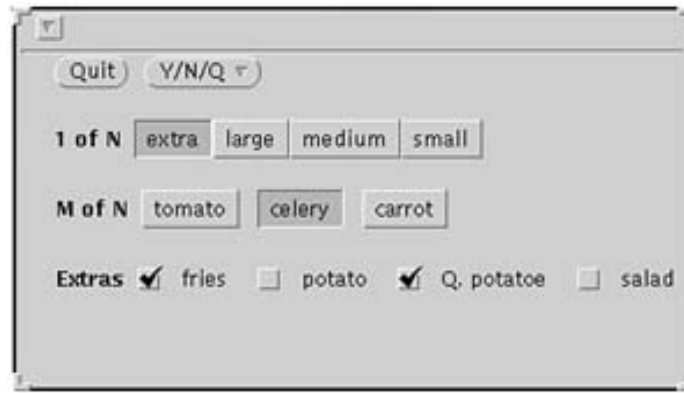 Quit Y/N/Q
1 of N extra large medium small
M of N tomato celery carrot
Extras fries potato Q. potatoe salad